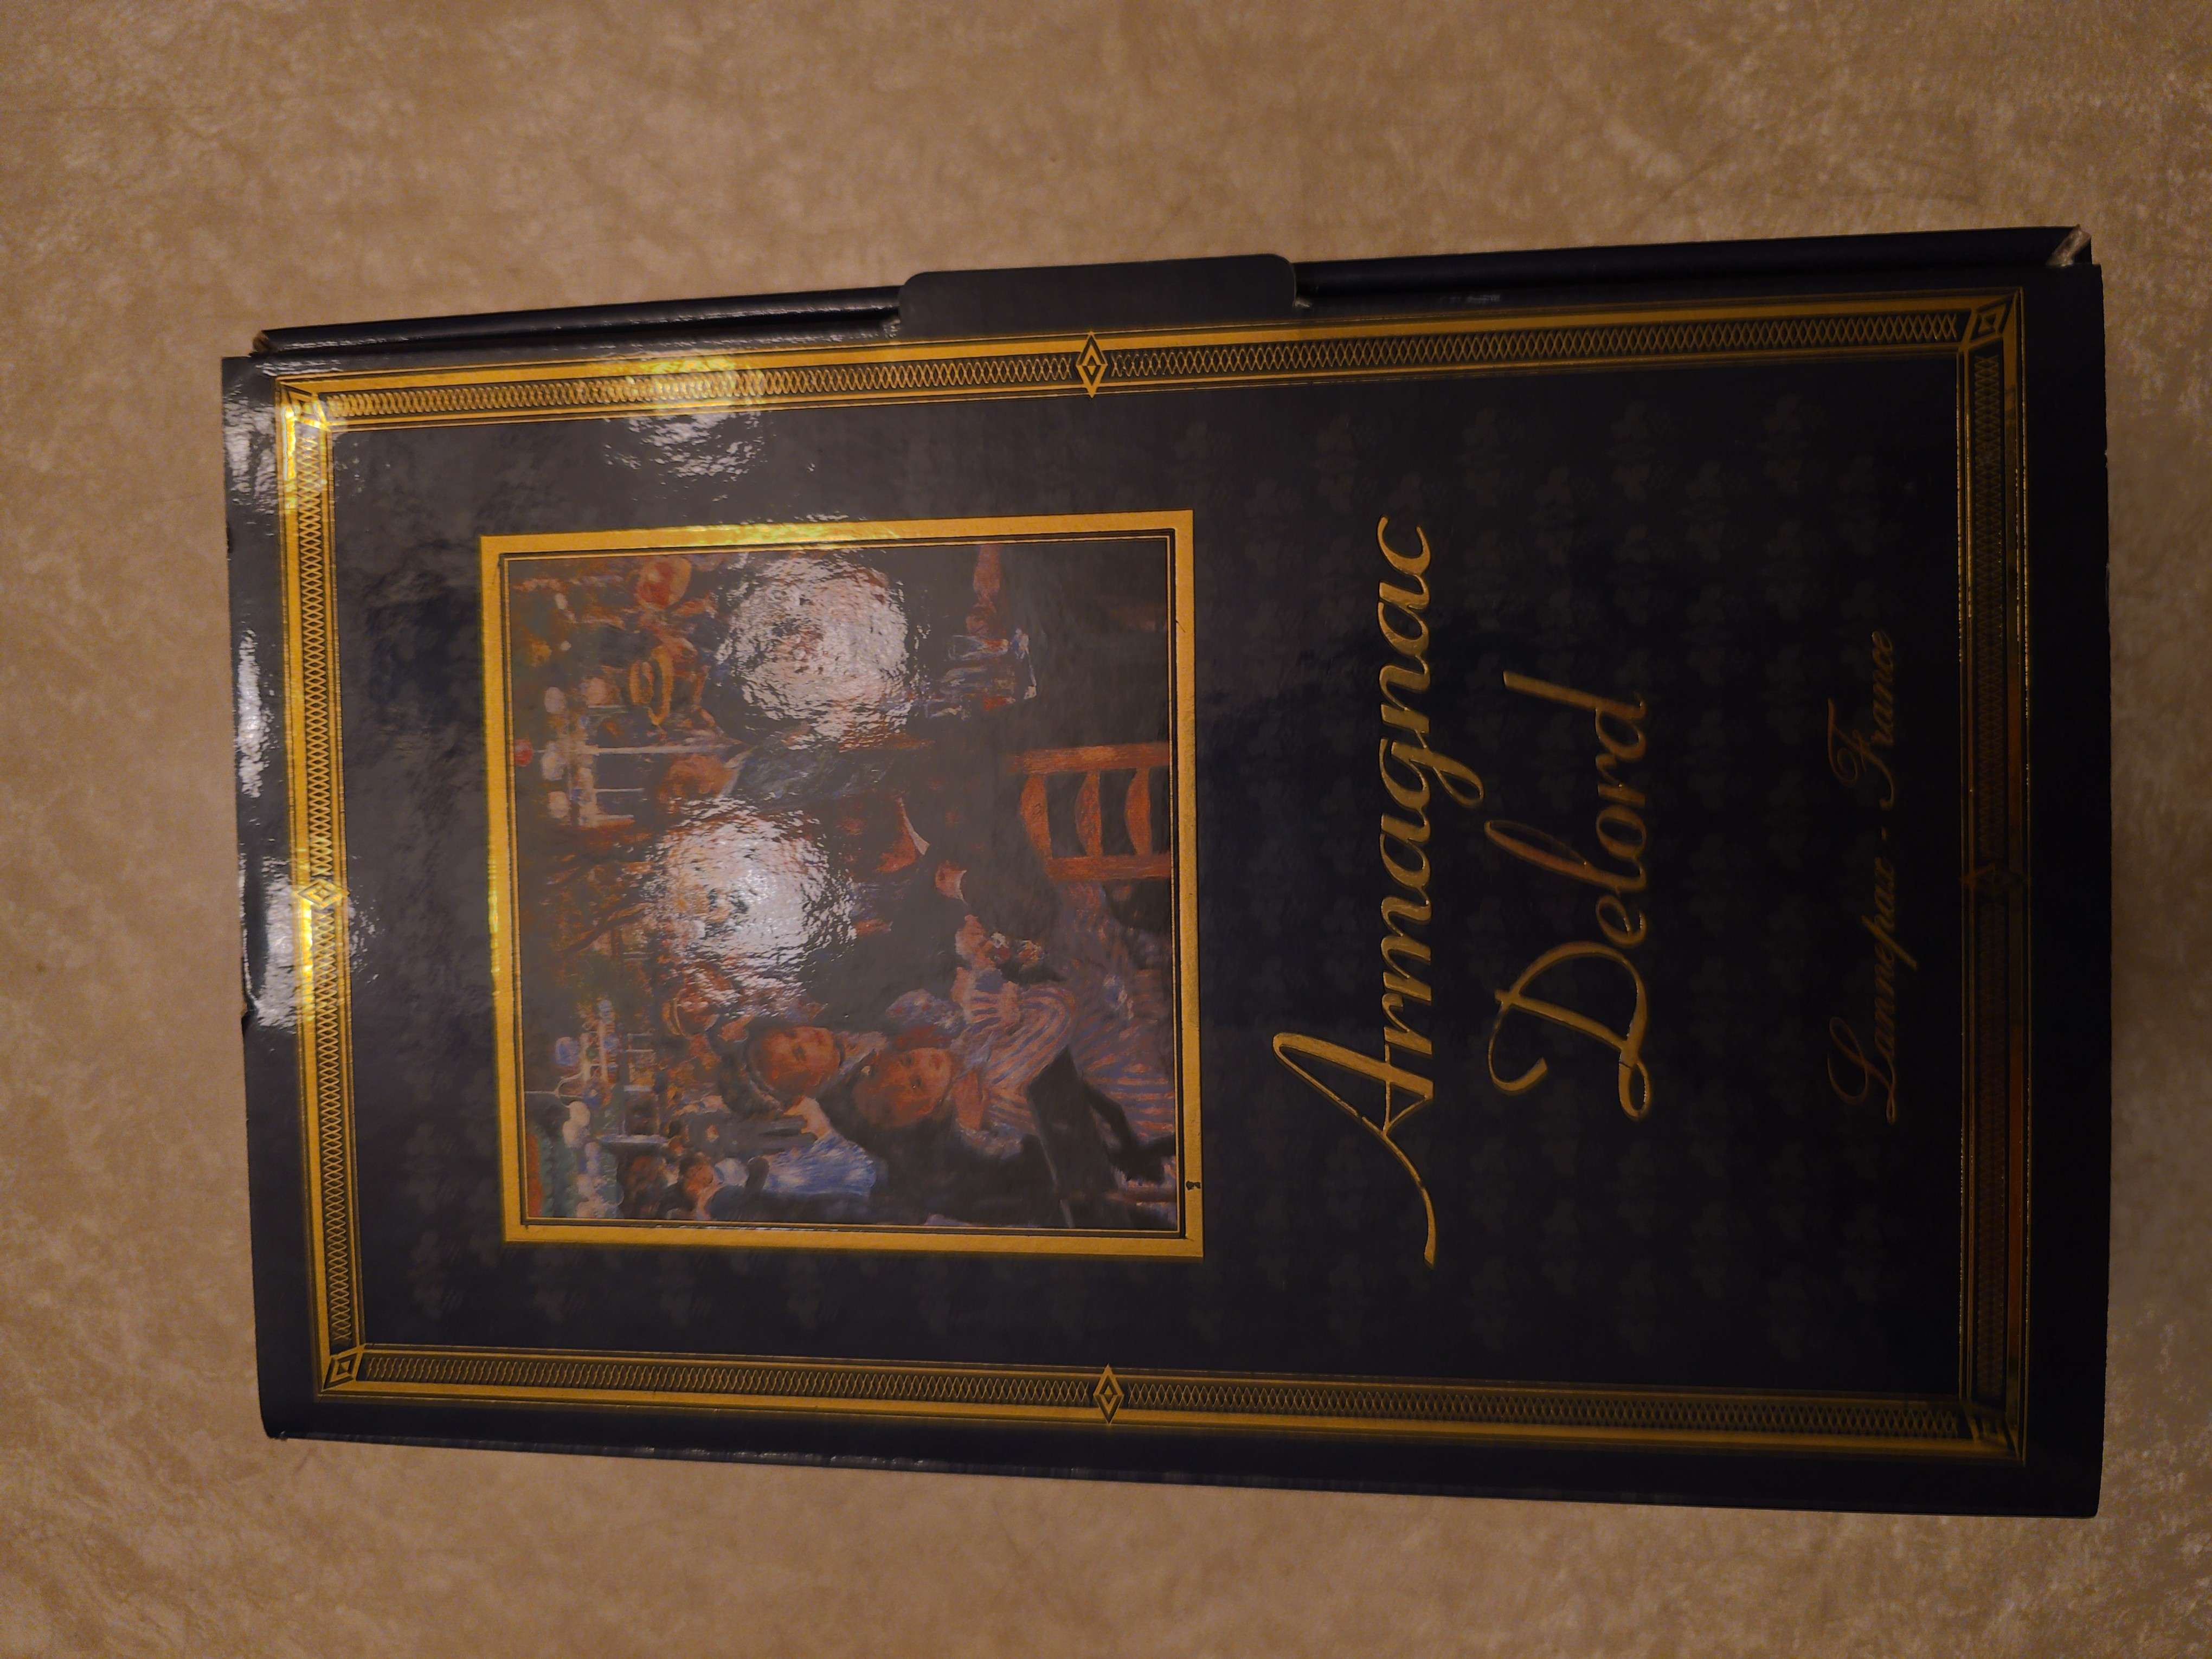 Armagnac
Delord
Lannepax - France